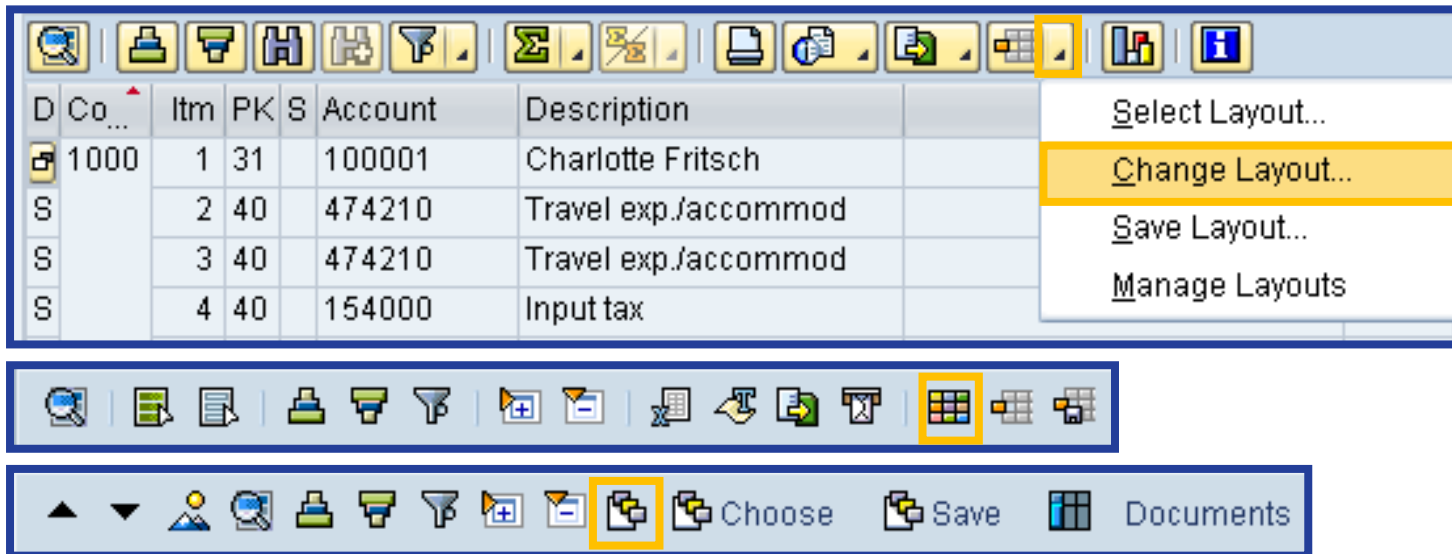 D Co... Itm PK S Account Description
Select Layout...
1000 1 31 100001 Charlotte Fritsch
Change Layout...
S 2 40 474210 Travel exp./accommod
Save Layout...
S 3 40 474210 Travel exp./accommod
Manage Layouts
S 4 40 154000 Input tax
Choose Save Documents